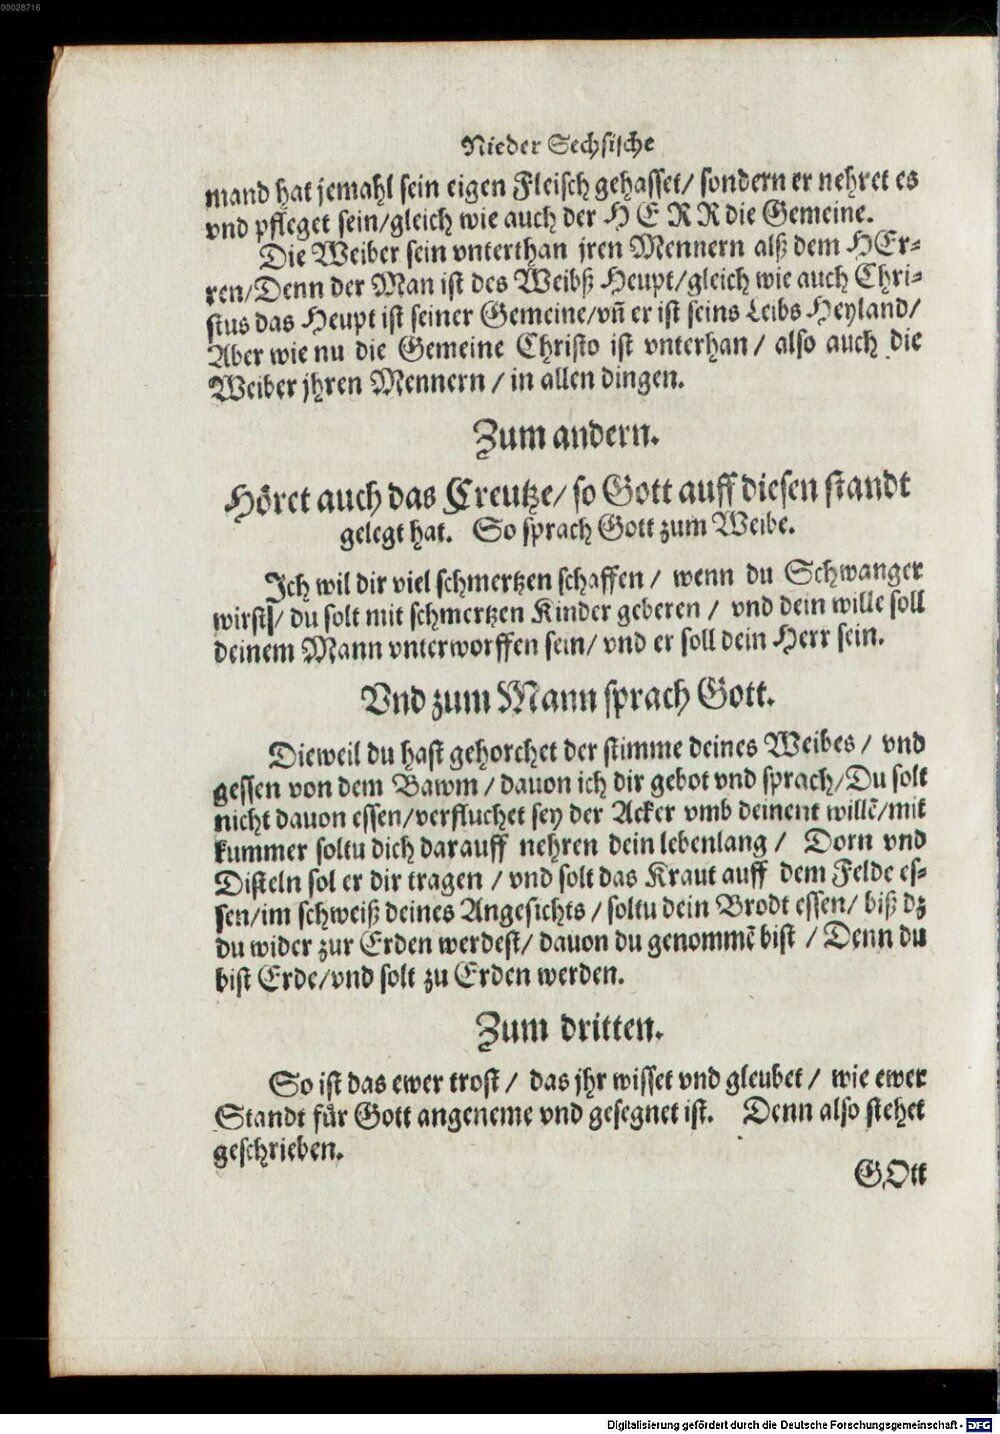 00028716
Nieder Sechsische
mand hat jemahl sein eigen Fleisch gehasset/ sondern er nehret es
vnd pfleget sein/gleich wie auch der H E R R die Gemeine.
Die Weiber sein vnterthan jren Mennern alß dem HEr-
ren/Denn der Man ist des Weibß Heupt/gleich wie auch Chri-
stus das Heupt ist seiner Gemeine/vñ er ist seins Leibs Heyland/
Aber wie nu die Gemeine Christo ist vnterhan/ also auch die
Weiber jhren Mennern/ in allen dingen.
Zum andern.
Höret auch das Creutze/ so Gott auff diesen standt
gelegt hat. So sprach Gott zum Weibe.
Ich wil dir viel schmertzen schaffen/ wenn du Schwanger
wirst/ du solt mit schmertzen Kinder geberen/ vnd dein wille soll
deinem Mann vnterworffen sein/ vnd er soll dein Herr sein.
Vnd zum Mann sprach Gott.
Dieweil du hast gehorchet der stimme deines Weibes/ vnd
gessen von dem Bawm/ dauon ich dir gebot vnd sprach/Du solt
nicht dauon essen/verfluchet sey der Acker vmb deinent willē/mit
kummer soltu dich darauff nehren dein lebenlang/ Dorn vnd
Disteln sol er dir tragen/ vnd solt das Kraut auff dem Felde es-
sen/im schweiß deines Angesichts/ soltu dein Brodt essen/ biß dz
du wider zur Erden werdest/ dauon du genommē bist/ Denn du
bist Erde/vnd solt zu Erden werden.
Zum dritten.
So ist das ewer trost/ das jhr wisset vnd gleubet/ wie ewer
Standt für Gott angeneme vnd gesegnet ist. Denn also stehet
geschrieben.
GOtt
Digitalisierung gefördert durch die Deutsche Forschungsgemeinschaft - DFG